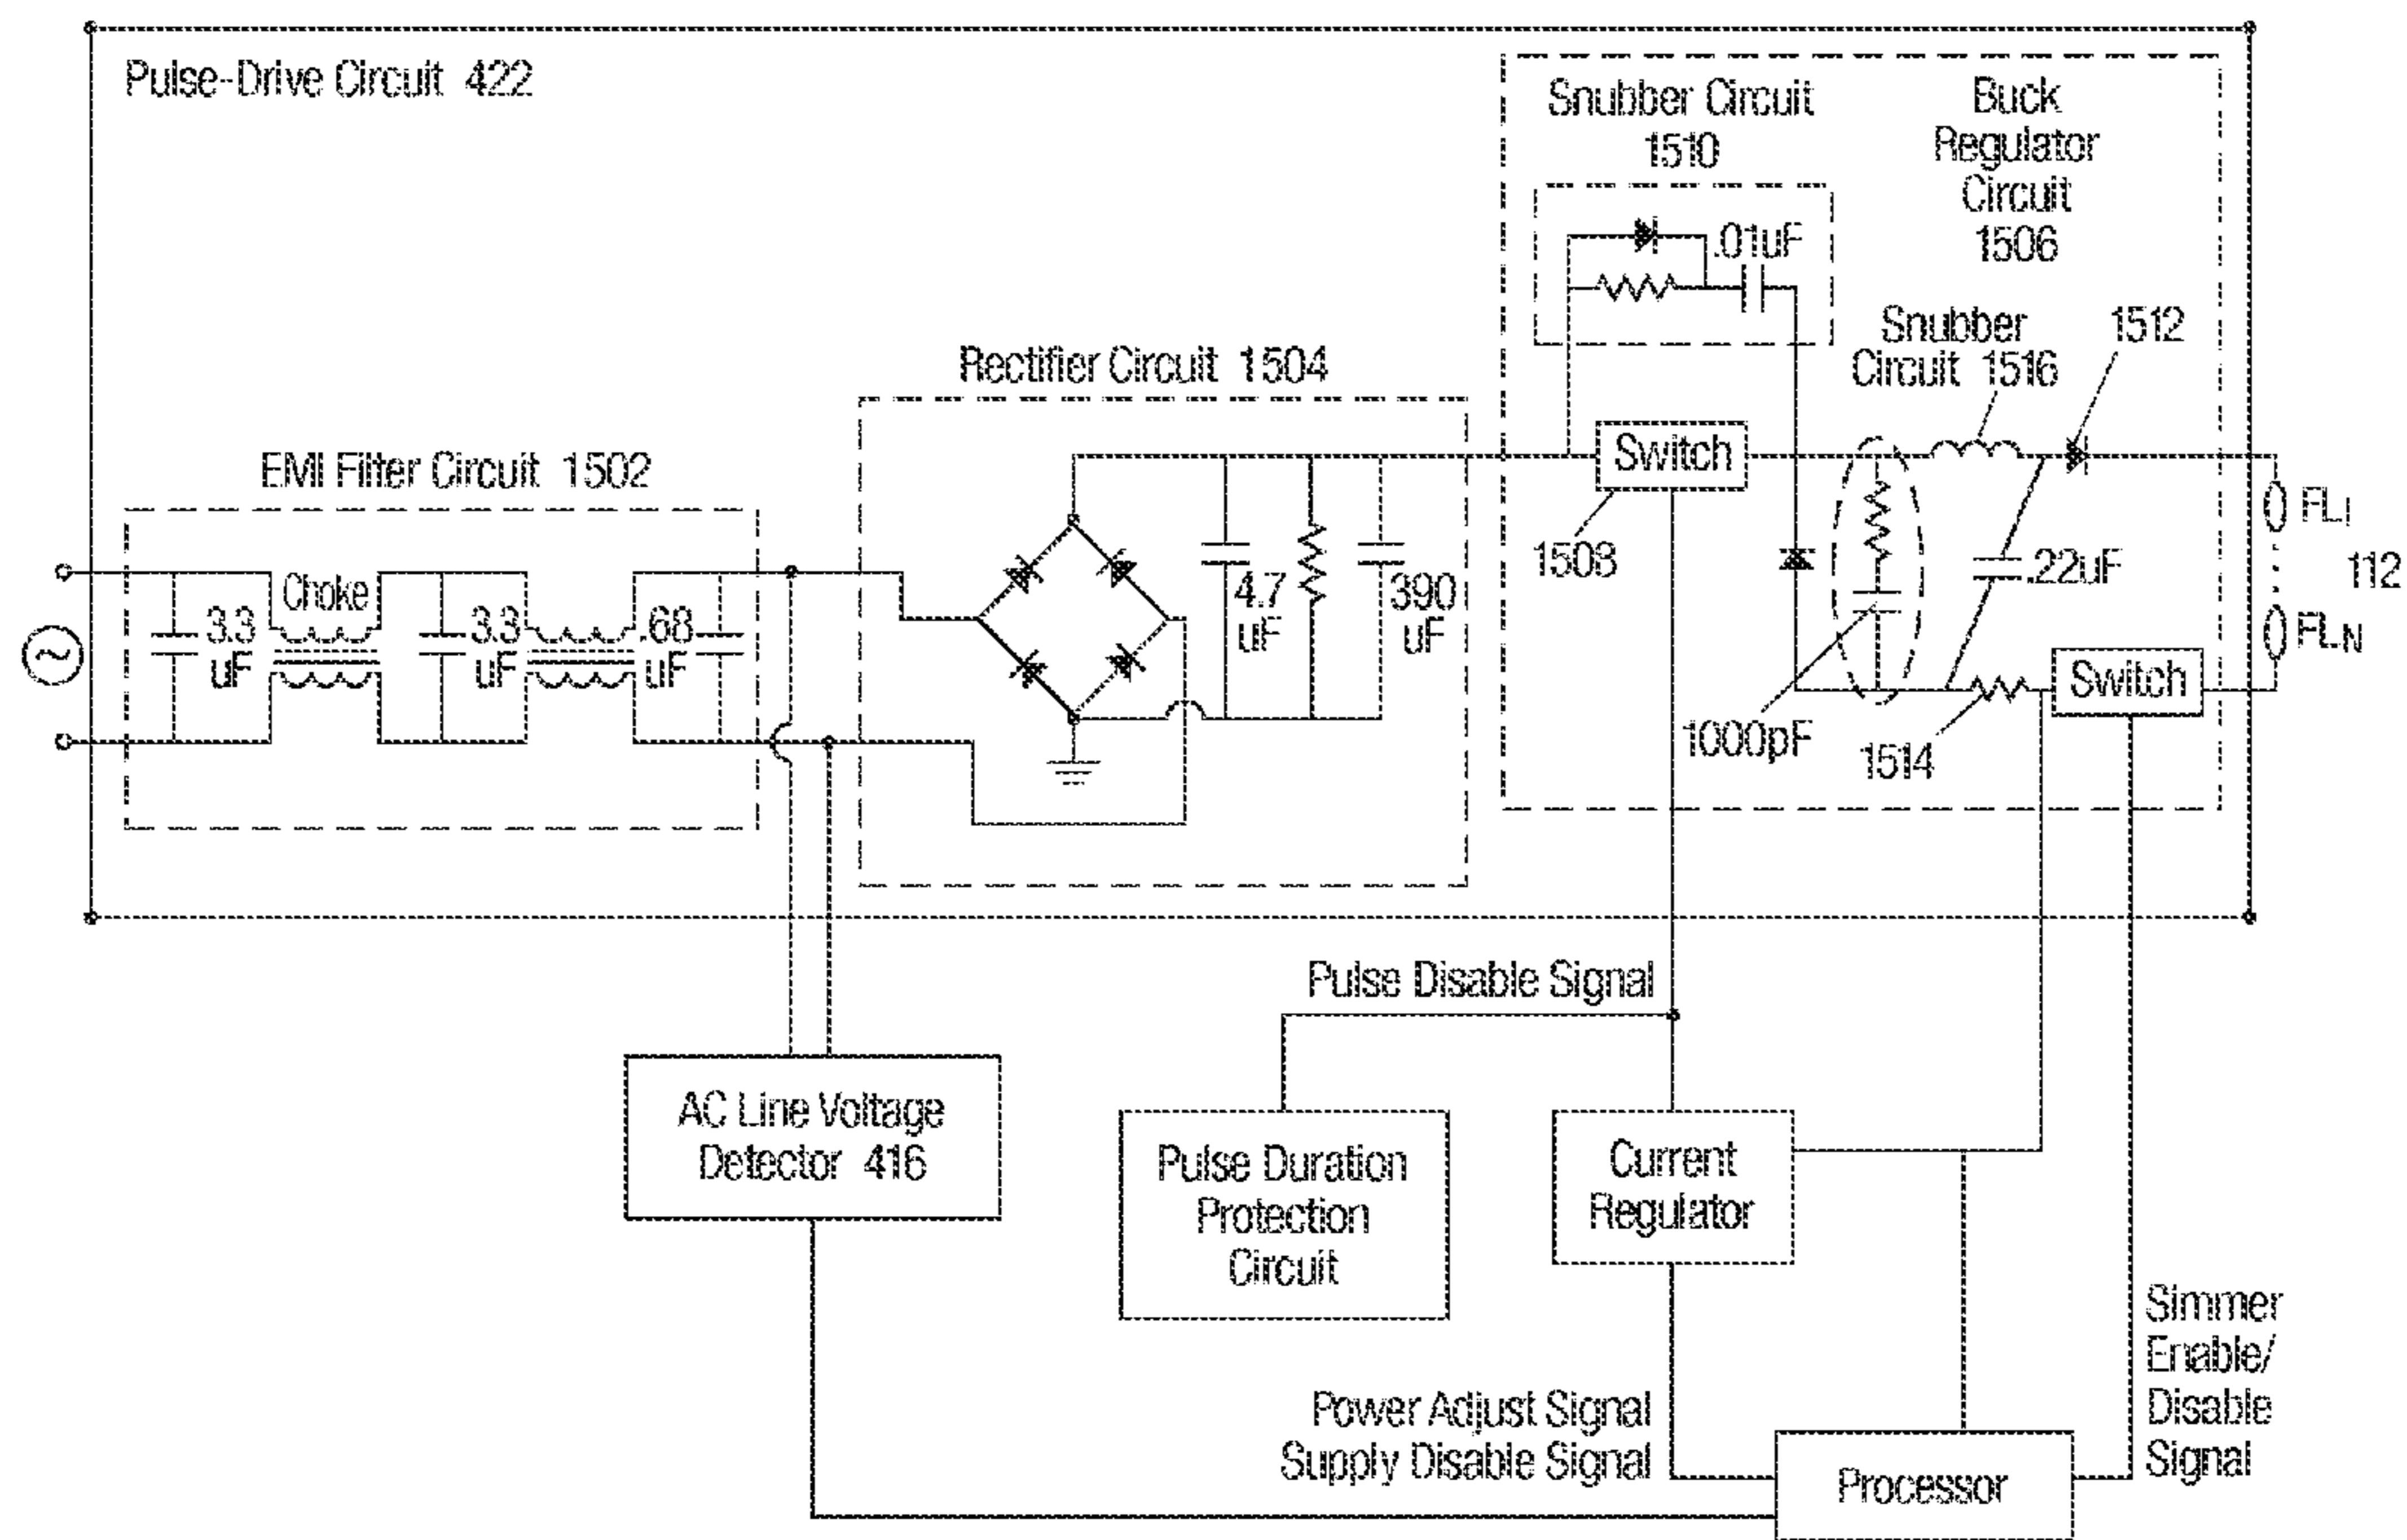 Pulse-Drive Circuit 422
Snubber Circuit
1510
Buck
Regulator
Circuit
1506
.01uF
Snubber
Circuit 1516
1512
Rectifier Circuit 1504
EMI Filter Circuit 1502
Switch
1508
Choke
3.3
uF
3.3
uF
.68
uF
4.7
uF
390
uF
.22uF
FL1
112
FLN
Switch
1000pF
1514
Pulse Disable Signal
AC Line Voltage
Detector 416
Pulse Duration
Protection
Circuit
Current
Regulator
Simmer
Enable/
Disable
Signal
Power Adjust Signal
Supply Disable Signal
Processor